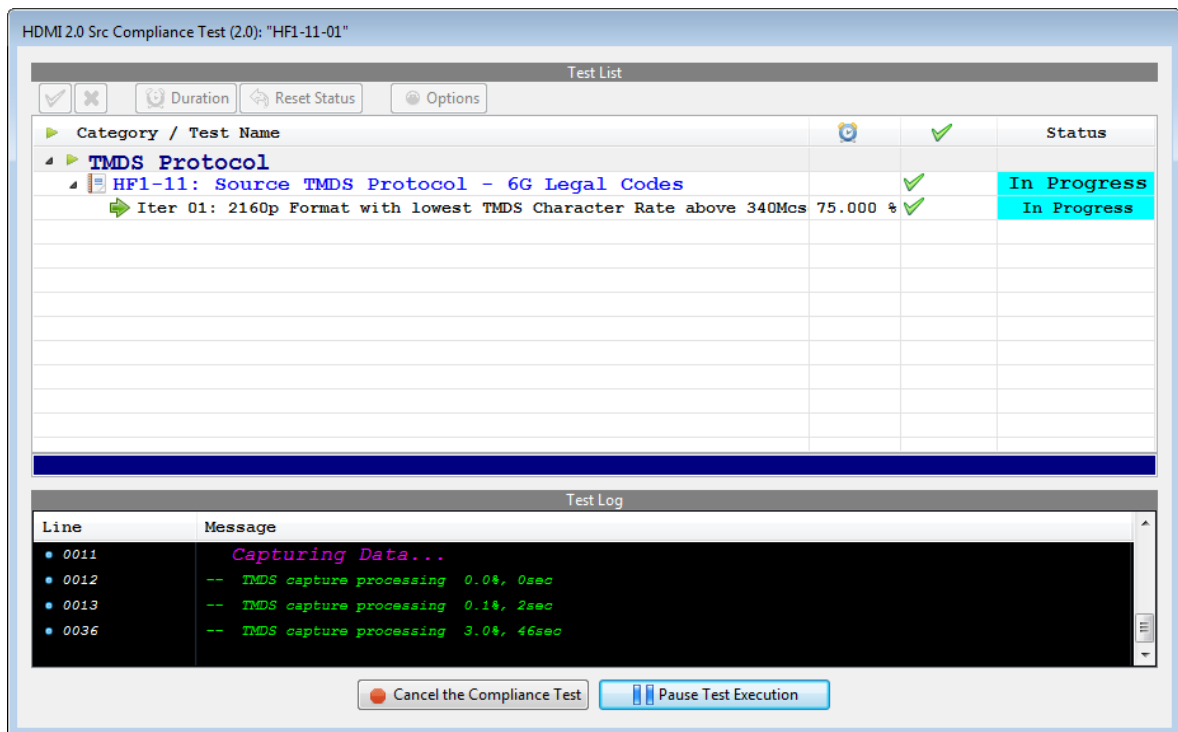 HDMI 2.0 Src Compliance Test (2.0): "HF1-11-01"
Test List
Duration Reset Status Options
Category / Test Name Status
TMDS Protocol
HF1-11: Source TMDS Protocol - 6G Legal Codes In Progress
Iter 01: 2160p Format with lowest TMDS Character Rate above 340Mcs 75.000 % In Progress
Test Log
Line Message
0011 Capturing Data...
0012 -- TMDS capture processing 0.0%, 0sec
0013 -- TMDS capture processing 0.1%, 2sec
0036 -- TMDS capture processing 3.0%, 46sec
Cancel the Compliance Test Pause Test Execution